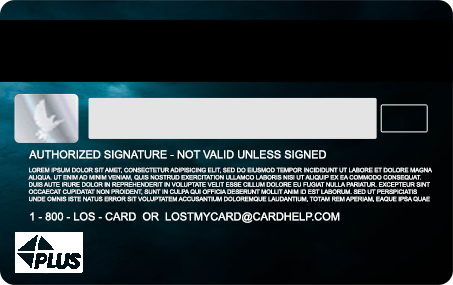 AUTHORIZED SIGNATURE - NOT VALID UNLESS SIGNED
LOREM IPSUM DOLOR SIT AMET, CONSECTETUR ADIPISICING ELIT, SED DO EIUSMOD TEMPOR INCIDIDUNT UT LABORE ET DOLORE MAGNA
ALIQUA. UT ENIM AD MINIM VENIAM, QUIS NOSTRUD EXERCITATION ULLAMCO LABORIS NISI UT ALIQUIP EX EA COMMODO CONSEQUAT.
DUIS AUTE IRURE DOLOR IN REPREHENDERIT IN VOLUPTATE VELIT ESSE CILLUM DOLORE EU FUGIAT NULLA PARIATUR. EXCEPTEUR SINT
OCCAECAT CUPIDATAT NON PROIDENT, SUNT IN CULPA QUI OFFICIA DESERUNT MOLLIT ANIM ID EST LABORUM. SED UT PERSPICIATIS
UNDE OMNIS ISTE NATUS ERROR SIT VOLUPTATEM ACCUSANTIUM DOLOREMQUE LAUDANTIUM, TOTAM REM APERIAM, EAQUE IPSA QUAE
1 - 800 - LOS - CARD OR LOSTMYCARD@CARDHELP.COM
PLUS